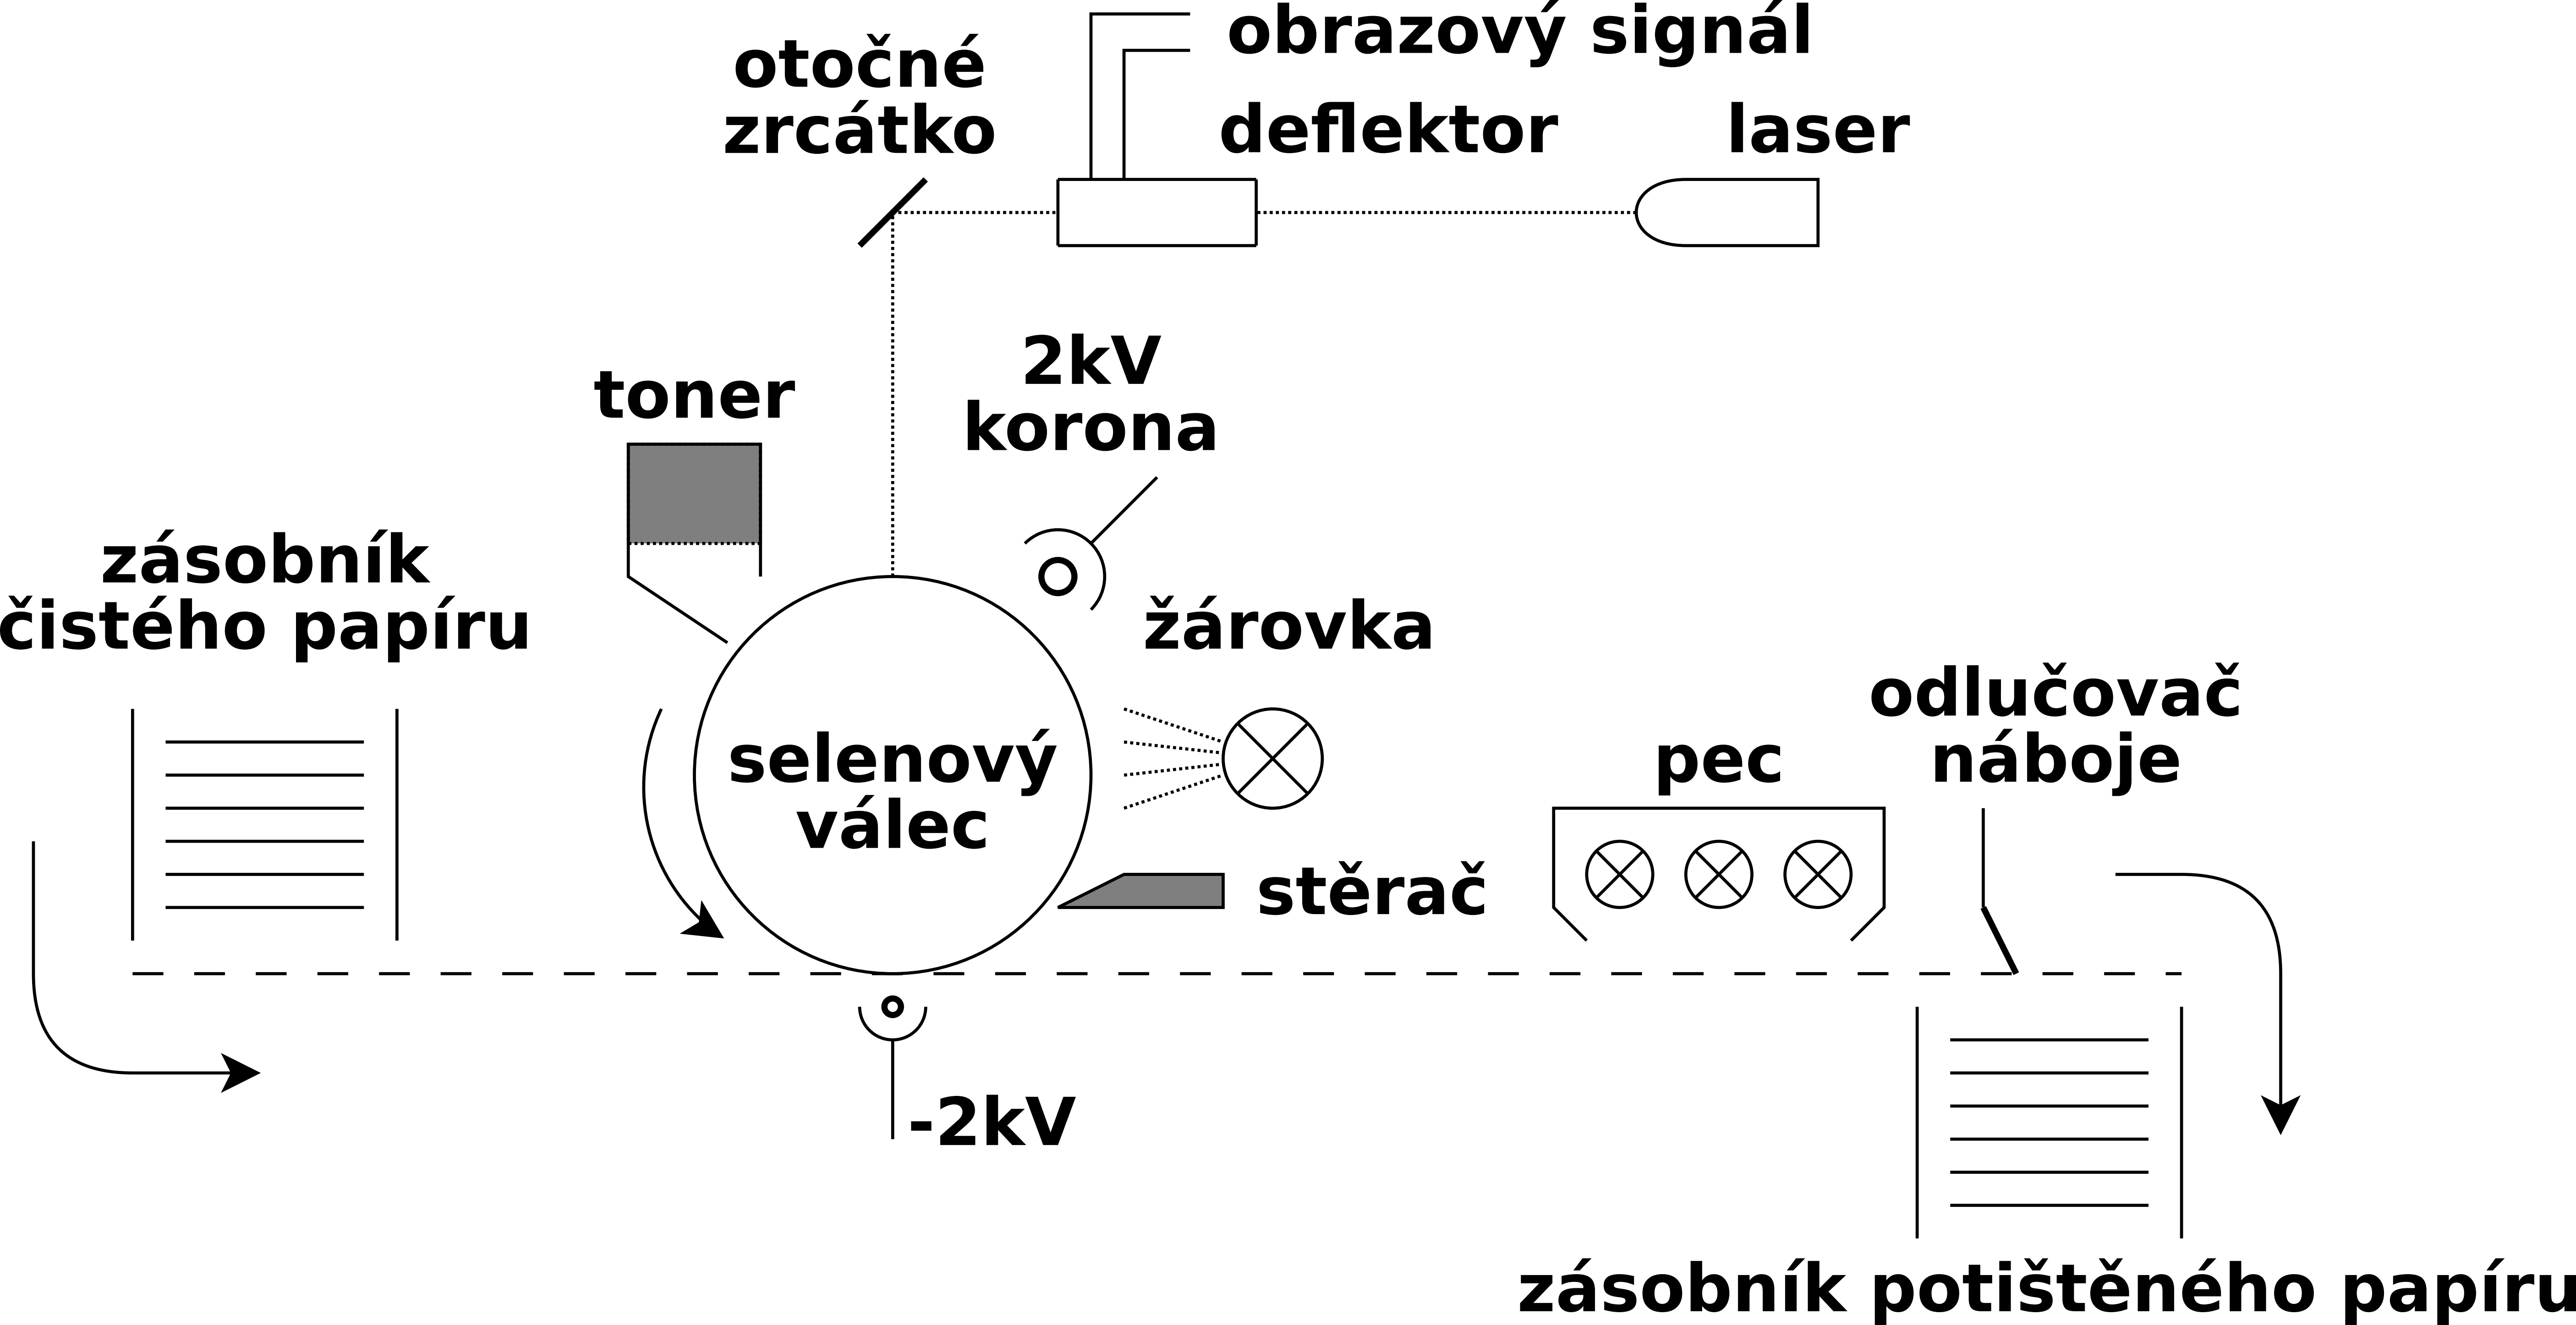 obrazový signál
otočné
zrcátko
deflektor
laser
2kV
korona
toner
zásobník
čistého papíru
žárovka
odlučovač
náboje
selenový
válec
pec
stěrač
-2kV
zásobník potištěného papíru